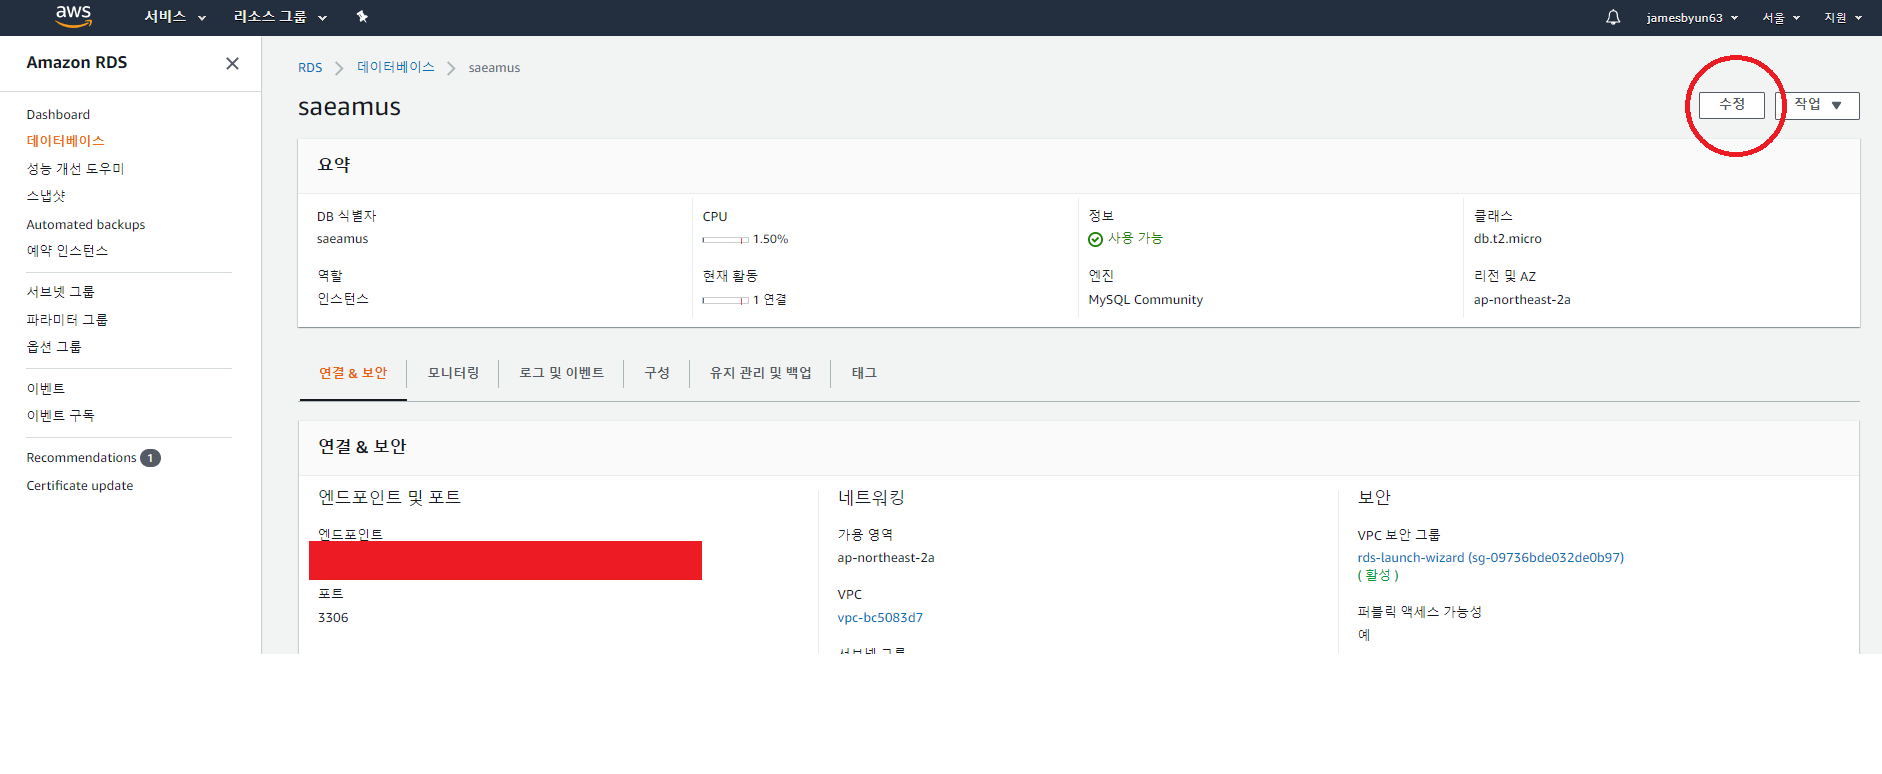 aws 서비스 리소스 그룹 jamesbyun63 서울 지원
Amazon RDS
Dashboard
데이터베이스
성능 개선 도우미
스냅샷
Automated backups
예약 인스턴스
서브넷 그룹
파라미터 그룹
옵션 그룹
이벤트
이벤트 구독
Recommendations 1
Certificate update
RDS 데이터베이스 saeamus
saeamus
수정 작업
요약
DB 식별자
saeamus
역할
인스턴스
CPU
1.50%
현재 활동
1 연결
정보
사용 가능
엔진
MySQL Community
클래스
db.t2.micro
리전 및 AZ
ap-northeast-2a
연결 & 보안 모니터링 로그 및 이벤트 구성 유지 관리 및 백업 태그
연결 & 보안
엔드포인트 및 포트
엔드포인트
포트
3306
네트워킹
가용 영역
ap-northeast-2a
VPC
vpc-bc5083d7
서브넷 그룹
보안
VPC 보안 그룹
rds-launch-wizard (sg-09736bde032de0b97)
( 활성 )
퍼블릭 액세스 가능성
예